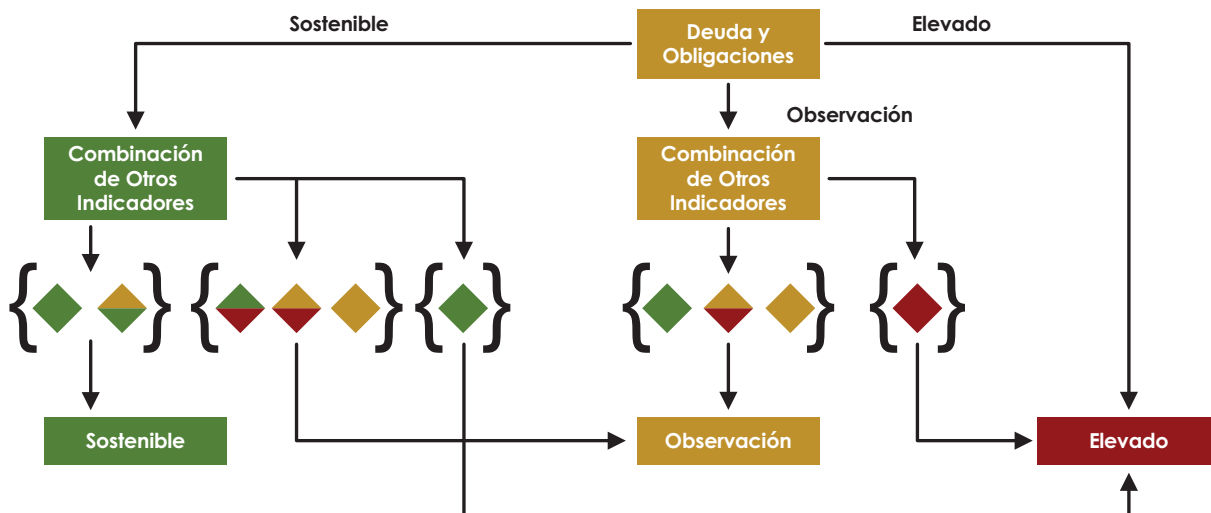 Sostenible
Deuda y
Obligaciones
Elevado
Observación
Combinación
de Otros
Indicadores
Combinación
de Otros
Indicadores
Sostenible
Observación
Elevado